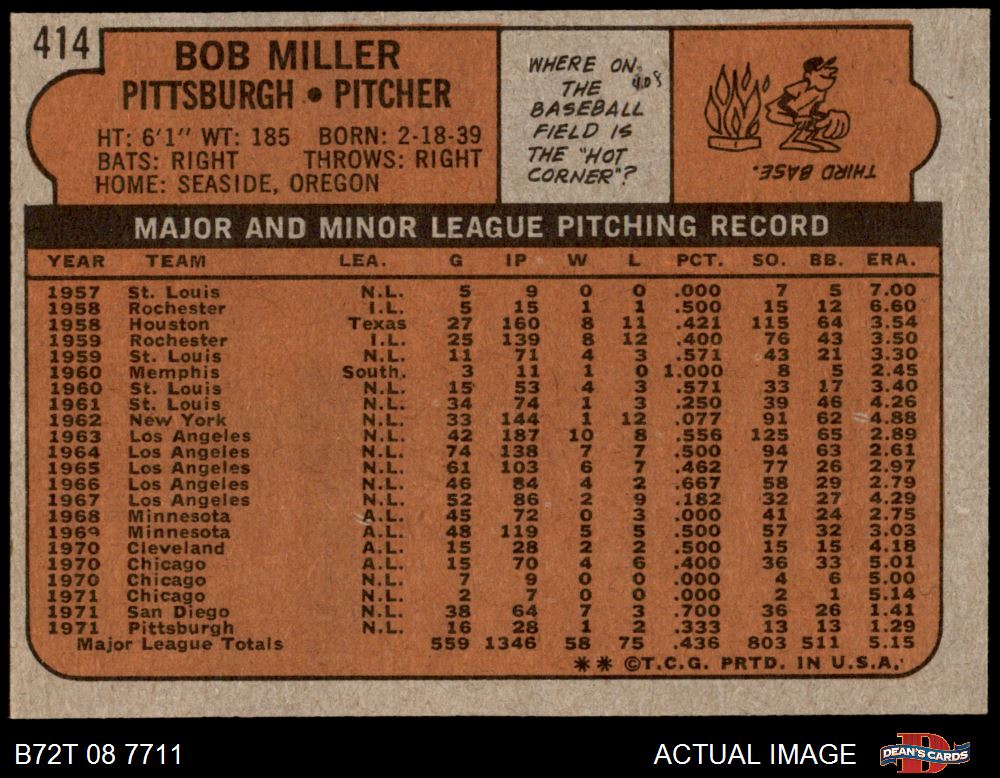 414
BOB MILLER
PITTSBURGH • PITCHER
HT: 6'1" WT: 185 BORN: 2-18-39
BATS: RIGHT THROWS: RIGHT
HOME: SEASIDE, OREGON
WHERE ON
THE
BASEBALL
FIELD IS
THE "HOT
CORNER"?
THIRD BASE.
MAJOR AND MINOR LEAGUE PITCHING RECORD
YEAR TEAM LEA. G IP W L PCT. SO. BB. ERA.
1957 St. Louis N.L. 5 9 0 0 .000 7 5 7.00
1958 Rochester I.L. 5 15 1 1 .500 15 12 6.60
1958 Houston Texas 27 160 8 11 .421 115 64 3.54
1959 Rochester I.L. 25 139 8 12 .400 76 43 3.50
1959 St. Louis N.L. 11 71 4 3 .571 43 21 3.30
1960 Memphis South. 3 11 1 0 1.000 8 5 2.45
1960 St. Louis N.L. 15 53 4 3 .571 33 17 3.40
1961 St. Louis N.L. 34 74 1 3 .250 39 46 4.26
1962 New York N.L. 33 144 1 12 .077 91 62 4.88
1963 Los Angeles N.L. 42 187 10 8 .556 125 65 2.89
1964 Los Angeles N.L. 74 138 7 7 .500 94 63 2.61
1965 Los Angeles N.L. 61 103 6 7 .462 77 26 2.97
1966 Los Angeles N.L. 46 84 4 2 .667 58 29 2.79
1967 Los Angeles N.L. 52 86 2 9 .182 32 27 4.29
1968 Minnesota A.L. 45 72 0 3 .000 41 24 2.75
1969 Minnesota A.L. 48 119 5 5 .500 57 32 3.03
1970 Cleveland A.L. 15 28 2 2 .500 15 15 4.18
1970 Chicago A.L. 15 70 4 6 .400 36 33 5.01
1970 Chicago N.L. 7 9 0 0 .000 4 6 5.00
1971 Chicago N.L. 2 7 0 0 .000 2 1 5.14
1971 San Diego N.L. 38 64 7 3 .700 36 26 1.41
1971 Pittsburgh N.L. 16 28 1 2 .333 13 13 1.29
Major League Totals 559 1346 58 75 .436 803 511 5.15
** ©T.C.G. PRTD. IN U.S.A.
B72T 08 7711
ACTUAL IMAGE
DEAN'S CARDS